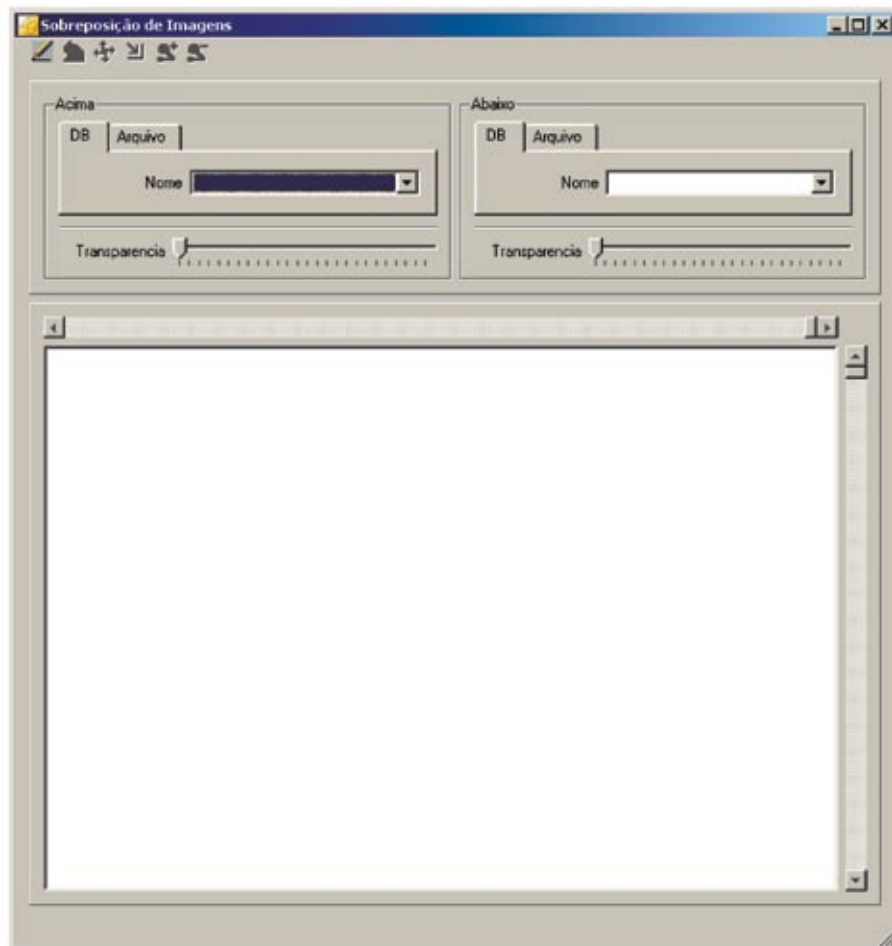 Sobreposição de Imagens
Acima
DB Arquivo
Nome
Transparencia
Abaixo
DB Arquivo
Nome
Transparencia